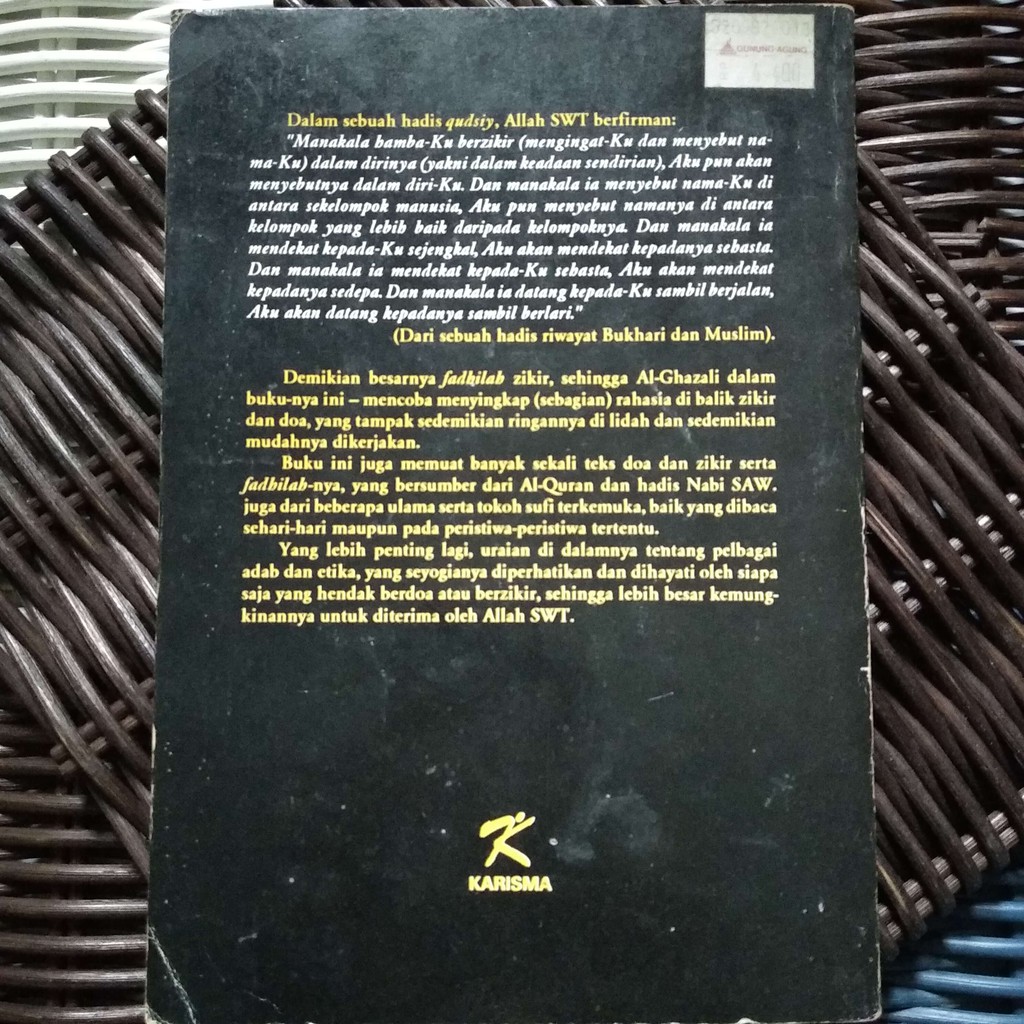 GUNUNG AGUNG
Dalam sebuah hadis qudsiy, Allah SWT berfirman:
"Manakala hamba-Ku berzikir (mengingat-Ku dan menyebut na-
ma-Ku) dalam dirinya (yakni dalam keadaan sendirian), Aku pun akan
menyebutnya dalam diri-Ku. Dan manakala ia menyebut nama-Ku di
antara sekelompok manusia, Aku pun menyebut namanya di antara
kelompok yang lebih baik daripada kelompoknya. Dan manakala ia
mendekat kepada-Ku sejengkal, Aku akan mendekat kepadanya sehasta.
Dan manakala ia mendekat kepada-Ku sehasta, Aku akan mendekat
kepadanya sedepa. Dan manakala ia datang kepada-Ku sambil berjalan,
Aku akan datang kepadanya sambil berlari."
(Dari sebuah hadis riwayat Bukhari dan Muslim).
Demikian besarnya fadhilah zikir, sehingga Al-Ghazali dalam
buku-nya ini – mencoba menyingkap (sebagian) rahasia di balik zikir
dan doa, yang tampak sedemikian ringannya di lidah dan sedemikian
mudahnya dikerjakan.
Buku ini juga memuat banyak sekali teks doa dan zikir serta
fadhilah-nya, yang bersumber dari Al-Quran dan hadis Nabi SAW.
juga dari beberapa ulama serta tokoh sufi terkemuka, baik yang dibaca
sehari-hari maupun pada peristiwa-peristiwa tertentu.
Yang lebih penting lagi, uraian di dalamnya tentang pelbagai
adab dan etika, yang seyogianya diperhatikan dan dihayati oleh siapa
saja yang hendak berdoa atau berzikir, sehingga lebih besar kemung-
kinannya untuk diterima oleh Allah SWT.
KARISMA